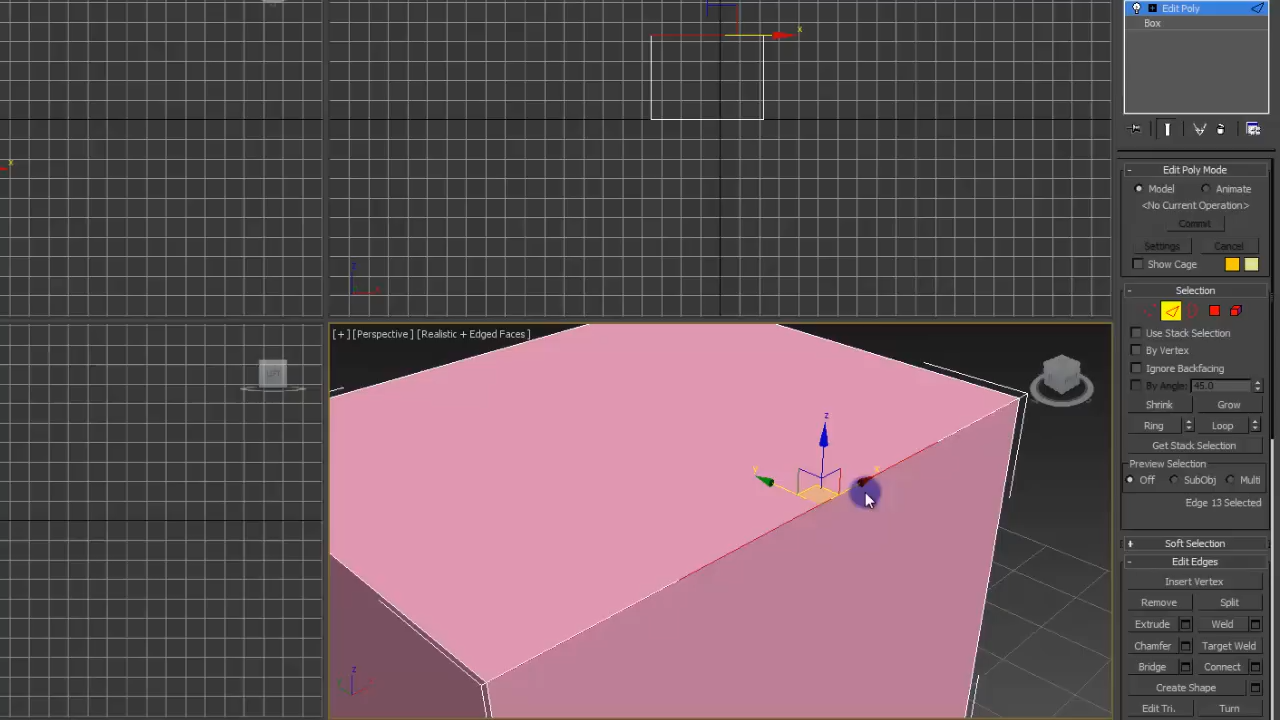 Edit Poly
Box
x
x
Edit Poly Mode
Model Animate
<No Current Operation>
Commit
Settings Cancel
Show Cage
z
Selection
[+] [Perspective] [Realistic + Edged Faces]
Use Stack Selection
By Vertex
Ignore Backfacing
By Angle: 45.0
Shrink Grow
z
Ring Loop
Get Stack Selection
Preview Selection
y x
Off SubObj Multi
Edge 13 Selected
Soft Selection
Edit Edges
Insert Vertex
Remove Split
Extrude Weld
Chamfer Target Weld
z
Bridge Connect
Create Shape
Edit Tri. Turn